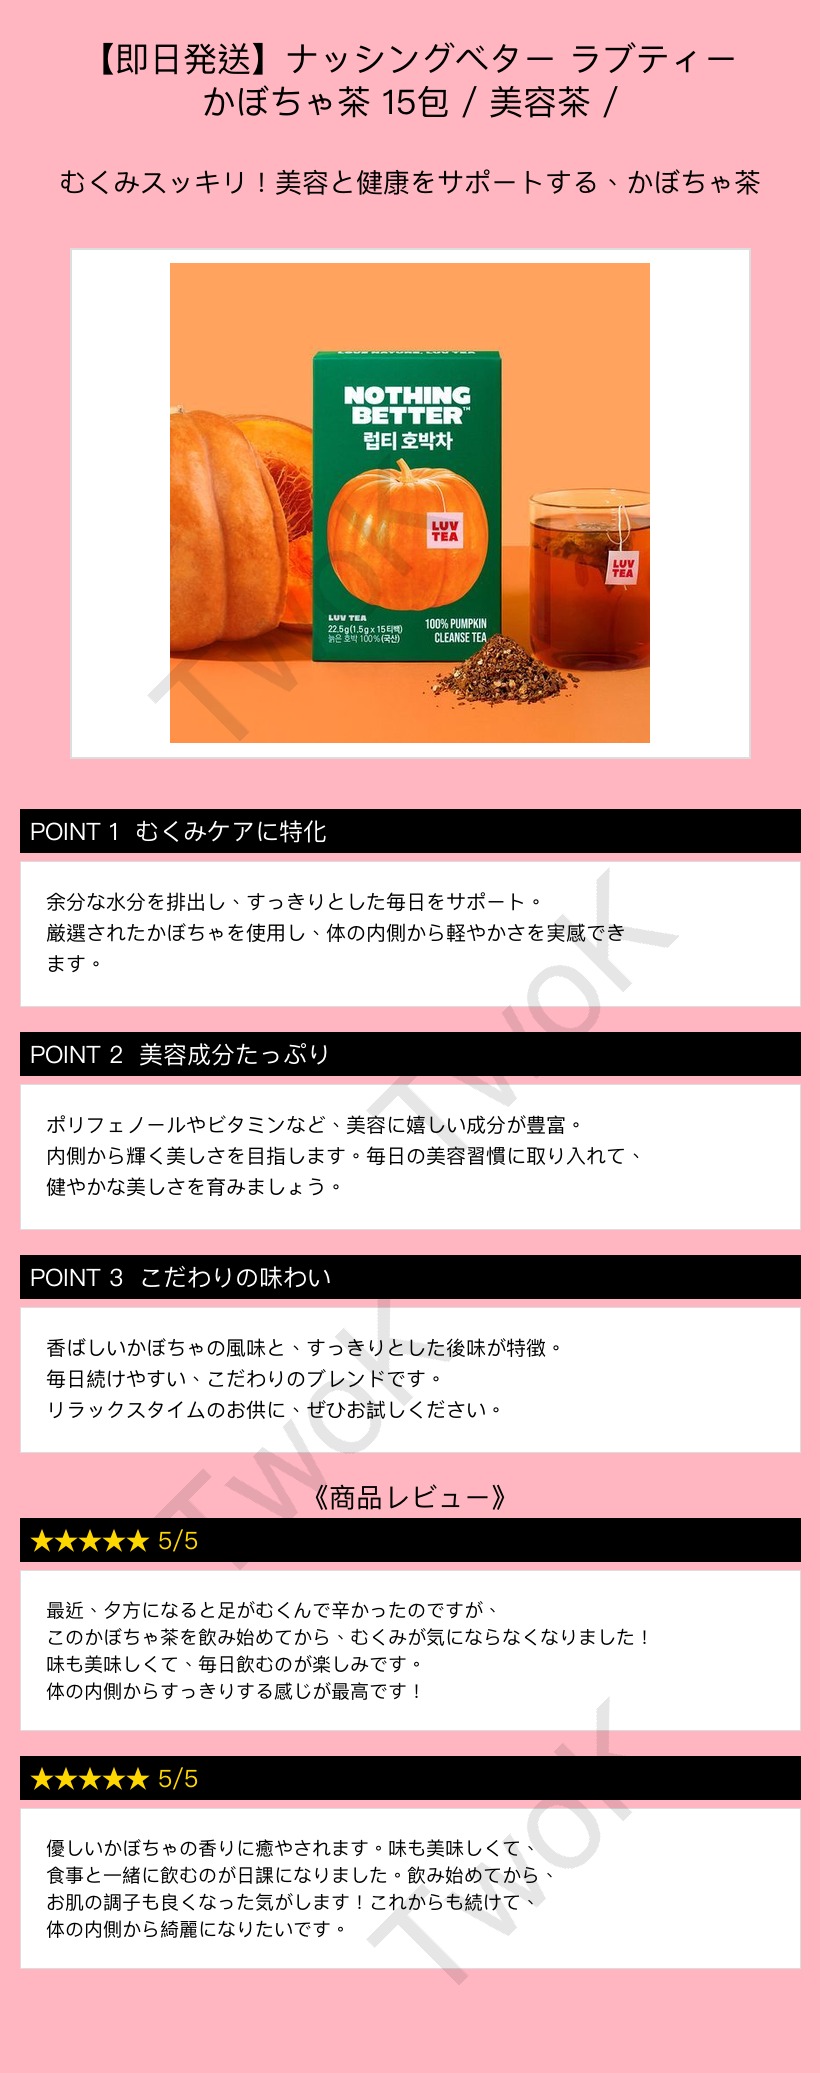 【即日発送】ナッシングベター ラブティー
かぼちゃ茶 15包 / 美容茶 /
むくみスッキリ！美容と健康をサポートする、かぼちゃ茶
LOVE NATURE, LUV TEA
NOTHING
BETTER™
럽티 호박차
LUV
TEA
LUV
TEA
LUV TEA
22.5g(1.5g x 15티백)
늙은 호박 100%(국산)
100% PUMPKIN
CLEANSE TEA
TwoK
POINT 1 むくみケアに特化
余分な水分を排出し、すっきりとした毎日をサポート。
厳選されたかぼちゃを使用し、体の内側から軽やかさを実感でき
ます。
TwoK
POINT 2 美容成分たっぷり
ポリフェノールやビタミンなど、美容に嬉しい成分が豊富。
内側から輝く美しさを目指します。毎日の美容習慣に取り入れて、
健やかな美しさを育みましょう。
POINT 3 こだわりの味わい
香ばしいかぼちゃの風味と、すっきりとした後味が特徴。
毎日続けやすい、こだわりのブレンドです。
リラックスタイムのお供に、ぜひお試しください。
TwoK
《商品レビュー》
★★★★★ 5/5
最近、夕方になると足がむくんで辛かったのですが、
このかぼちゃ茶を飲み始めてから、むくみが気にならなくなりました！
味も美味しくて、毎日飲むのが楽しみです。
体の内側からすっきりする感じが最高です！
★★★★★ 5/5
優しいかぼちゃの香りに癒やされます。味も美味しくて、
食事と一緒に飲むのが日課になりました。飲み始めてから、
お肌の調子も良くなった気がします！これからも続けて、
体の内側から綺麗になりたいです。
TwoK